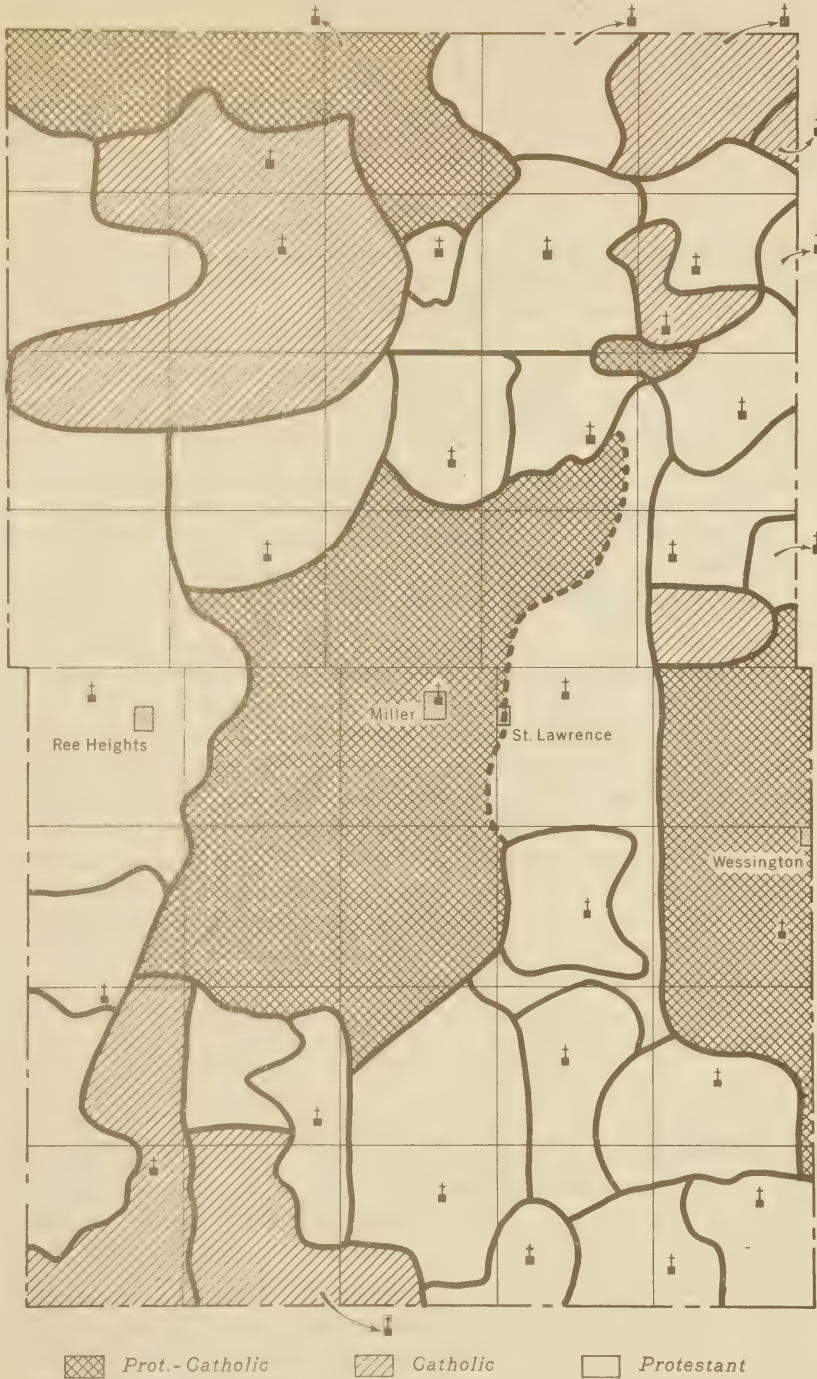 Miller
St. Lawrence
Ree Heights
Wessington
Prot.-Catholic Catholic Protestant